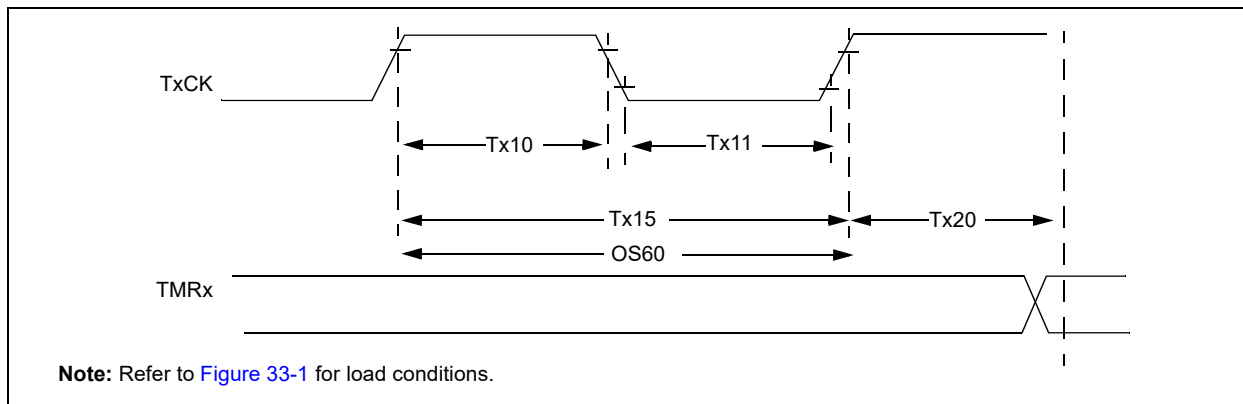 TxCK
Tx10
Tx11
Tx15
Tx20
OS60
TMRx
Note: Refer to Figure 33-1 for load conditions.